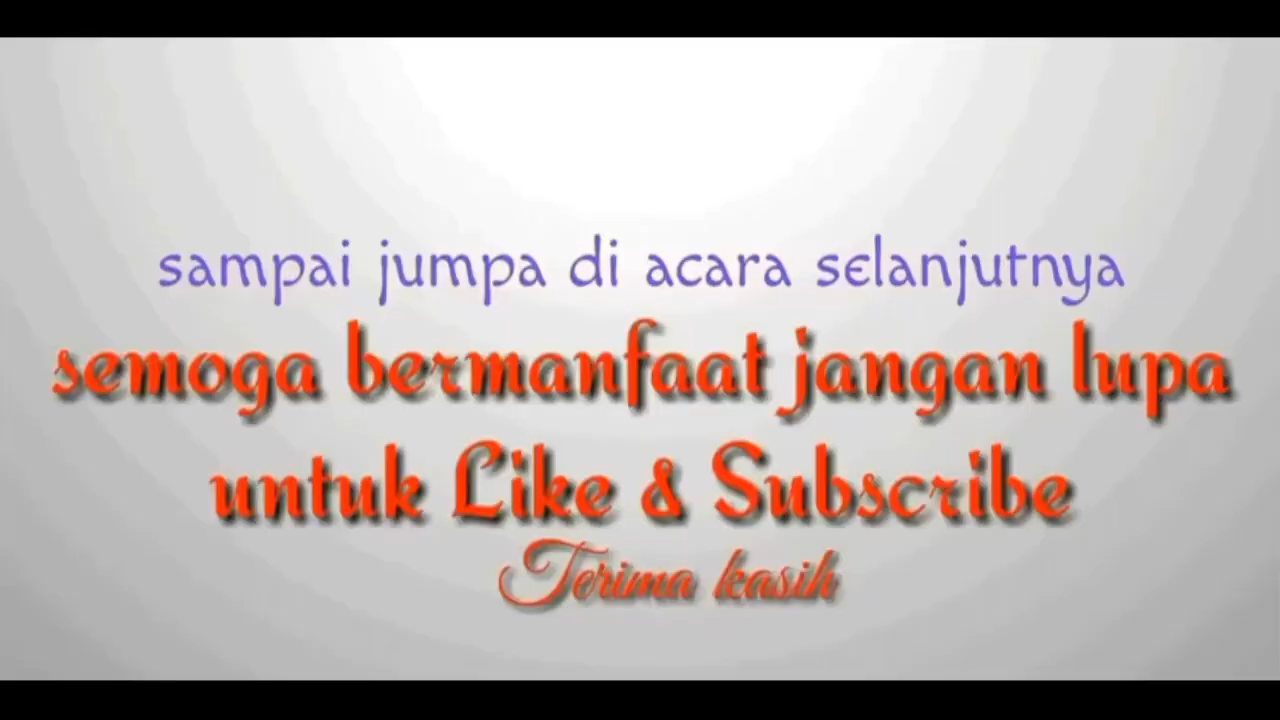 sampai jumpa di acara selanjutnya
semoga bermanfaat jangan lupa
untuk Like & Subscribe
Terima kasih